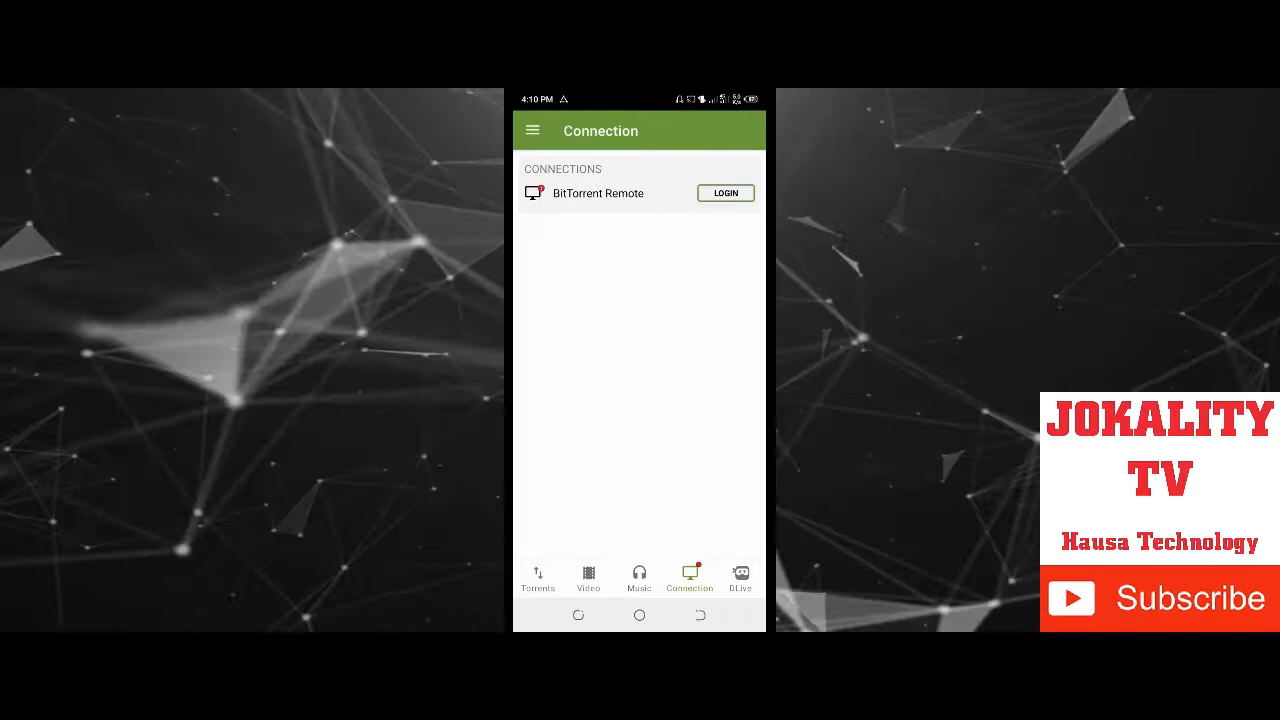 4:10 PM
Connection
CONNECTIONS
BitTorrent Remote
LOGIN
Torrents
Video
Music
Connection
DLive
JOKALITY
TV
Hausa Technology
Subscribe